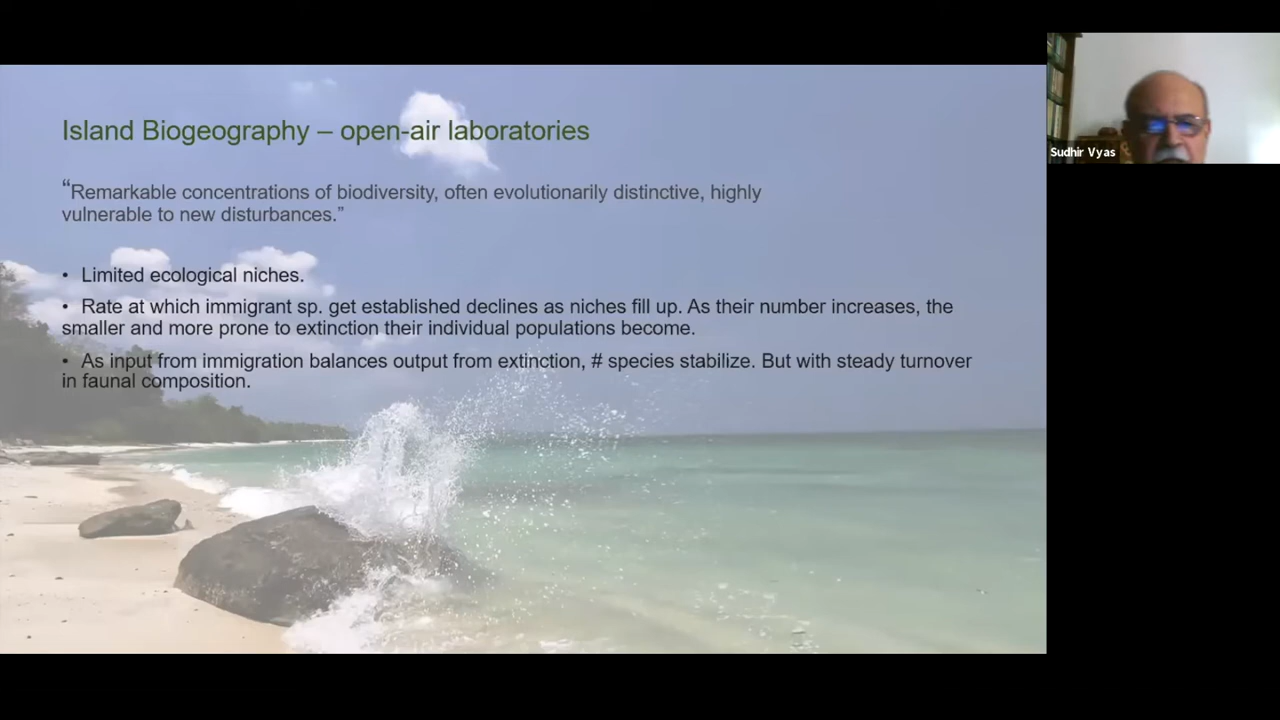 Island Biogeography – open-air laboratories
“Remarkable concentrations of biodiversity, often evolutionarily distinctive, highly
vulnerable to new disturbances.”
• Limited ecological niches.
• Rate at which immigrant sp. get established declines as niches fill up. As their number increases, the
smaller and more prone to extinction their individual populations become.
• As input from immigration balances output from extinction, # species stabilize. But with steady turnover
in faunal composition.
Sudhir Vyas